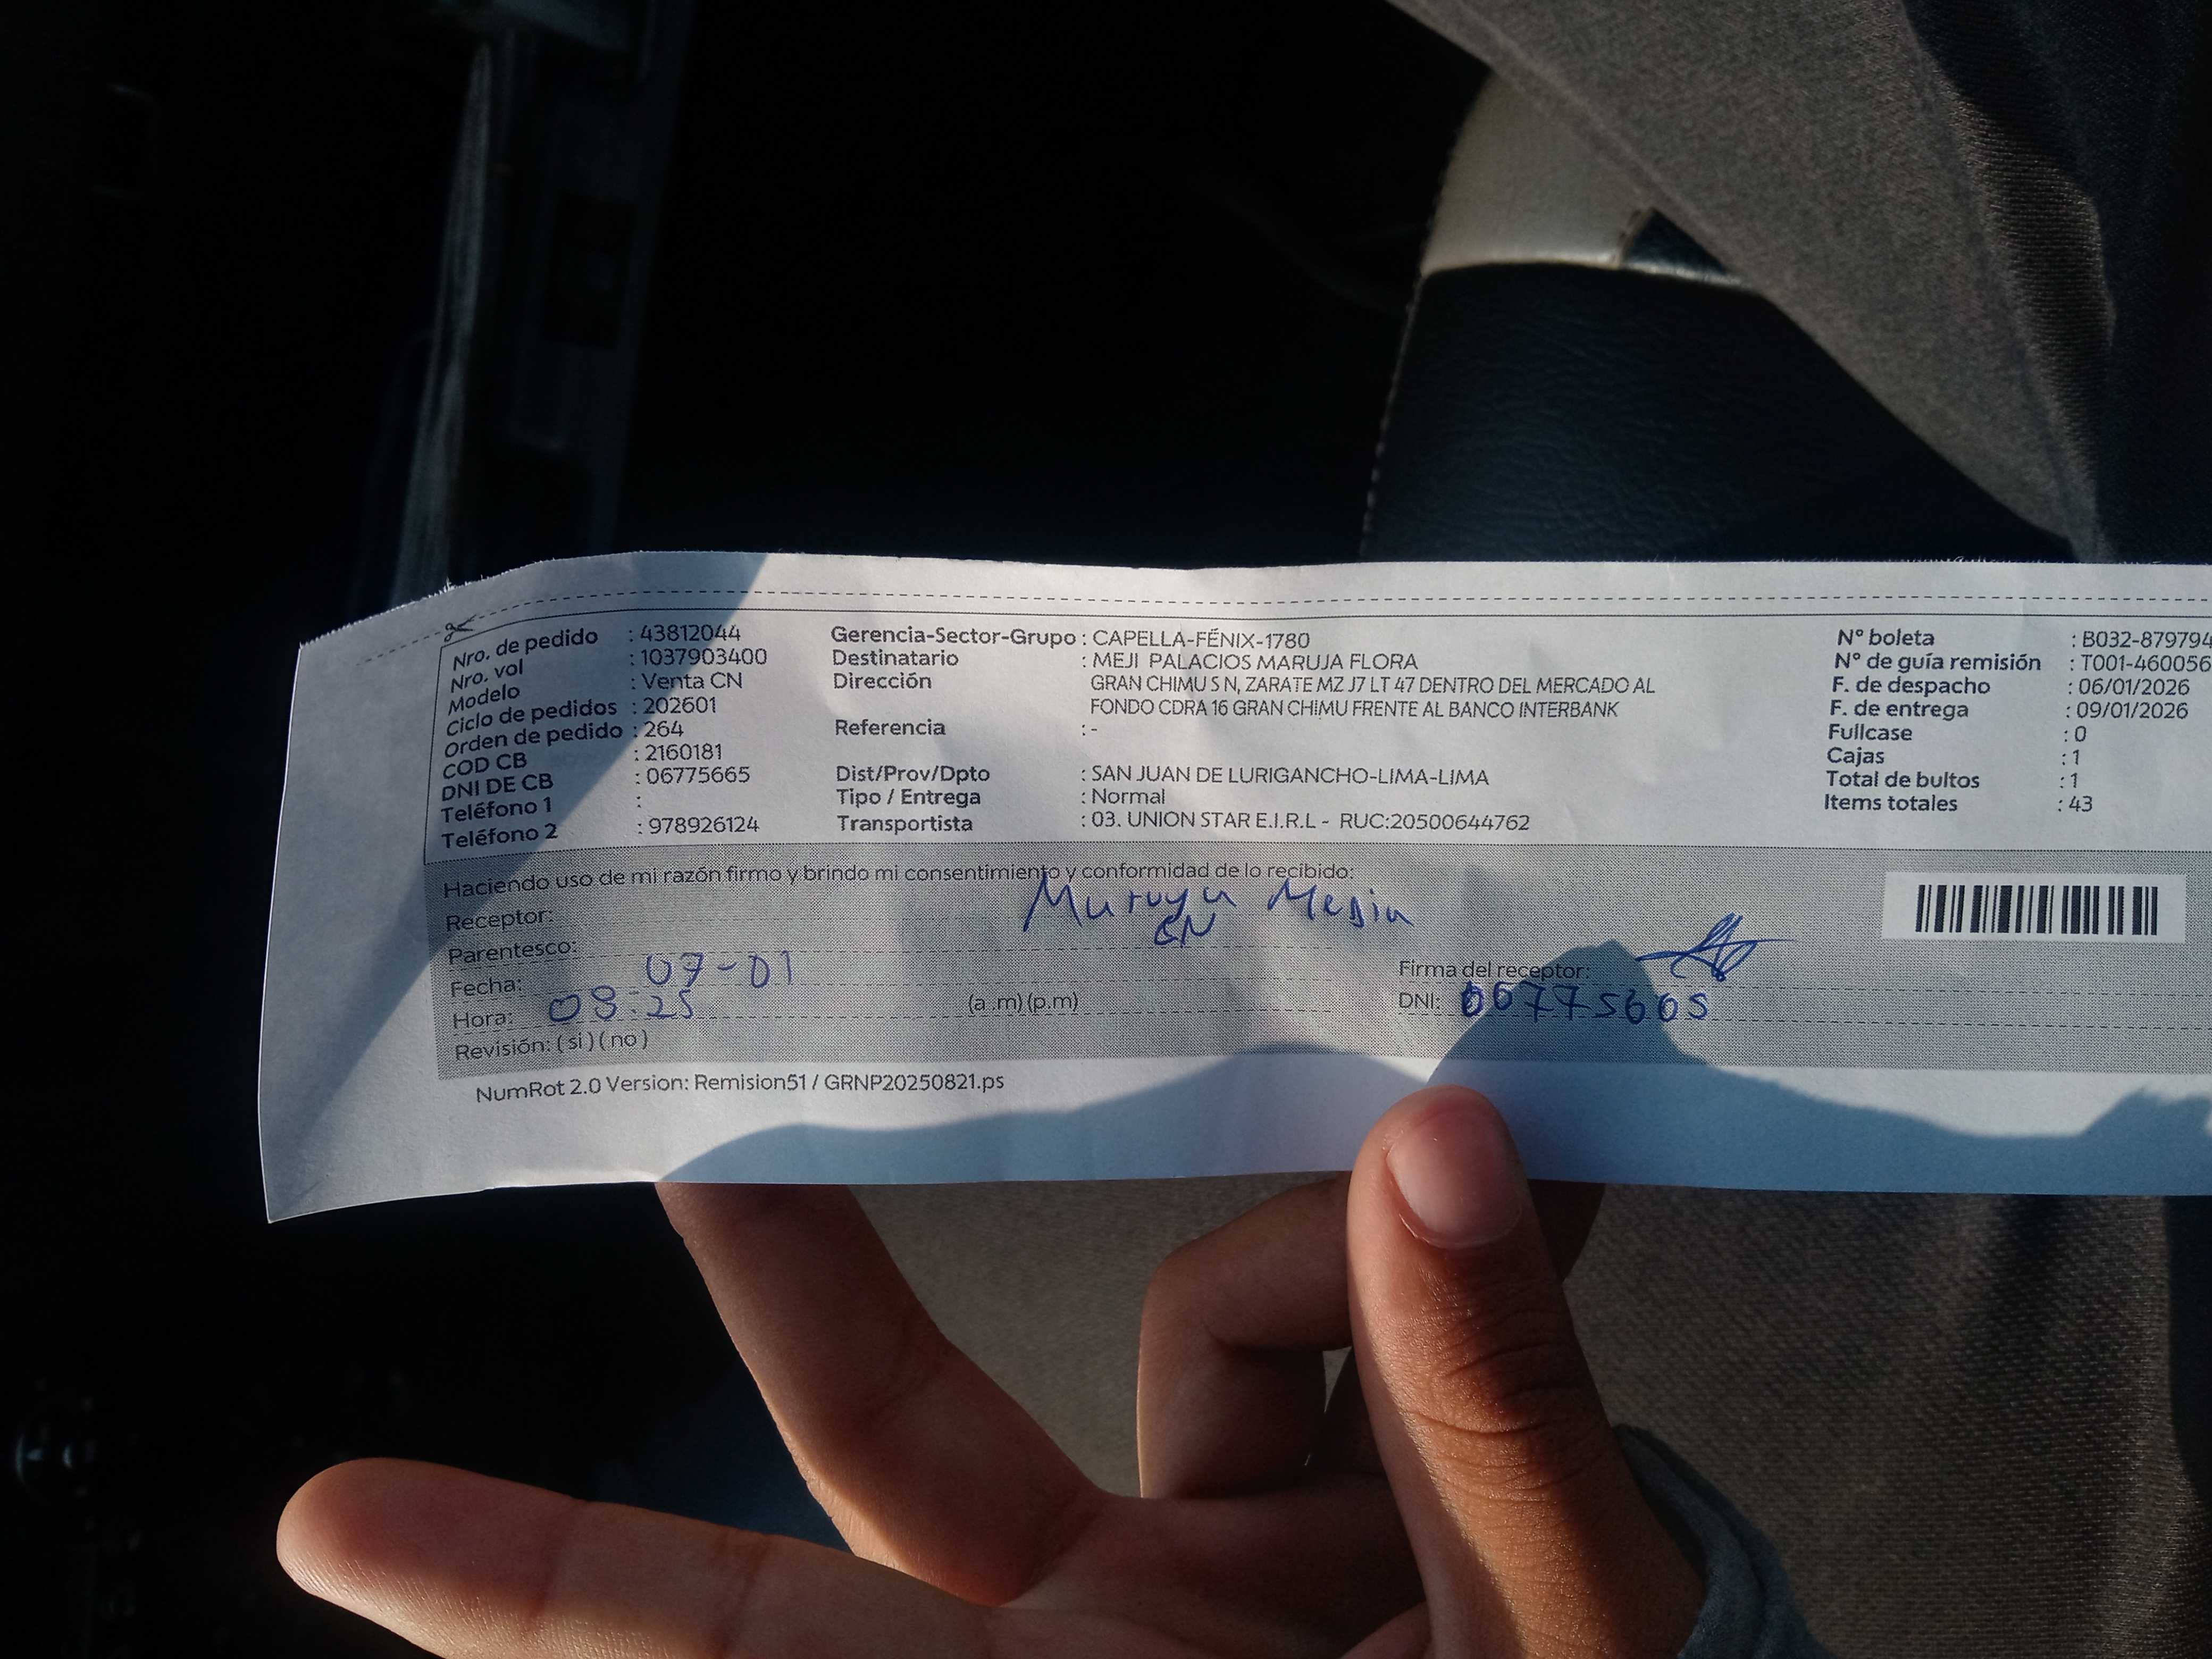 Nro. de pedido : 43812044
Nro. vol : 1037903400
Modelo : Venta CN
Ciclo de pedidos : 202601
Orden de pedido : 264
COD CB : 2160181
DNI DE CB : 06775665
Teléfono 1 :
Teléfono 2 : 978926124
Gerencia-Sector-Grupo : CAPELLA-FÉNIX-1780
Destinatario : MEJI PALACIOS MARUJA FLORA
Dirección GRAN CHIMU S N, ZARATE MZ J7 LT 47 DENTRO DEL MERCADO AL
FONDO CDRA 16 GRAN CHIMU FRENTE AL BANCO INTERBANK
Referencia : -
Dist/Prov/Dpto : SAN JUAN DE LURIGANCHO-LIMA-LIMA
Tipo / Entrega : Normal
Transportista : 03. UNION STAR E.I.R.L - RUC:20500644762
N° boleta : B032-879794
N° de guía remisión : T001-460056
F. de despacho : 06/01/2026
F. de entrega : 09/01/2026
Fullcase : 0
Cajas : 1
Total de bultos : 1
Items totales : 43
Haciendo uso de mi razón firmo y brindo mi consentimiento y conformidad de lo recibido:
Receptor:
Parentesco: CN
Fecha: 07-01
Hora: 08:25 (a.m) (p.m)
Revisión: ( si ) ( no )
Firma del receptor:
DNI: 06775665
NumRot 2.0 Version: Remision51 / GRNP20250821.ps